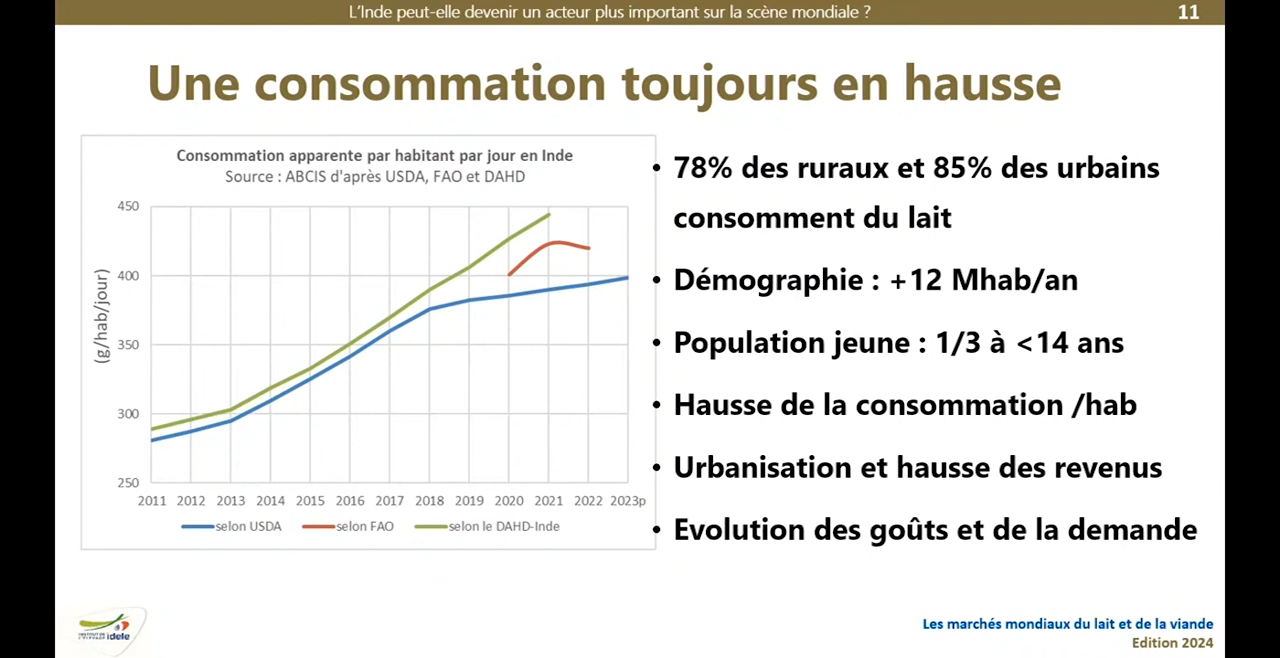 L'Inde peut-elle devenir un acteur plus important sur la scène mondiale ?
11
Une consommation toujours en hausse
Consommation apparente par habitant par jour en Inde
Source : ABCIS d'après USDA, FAO et DAHD
(g/hab/jour)
450
400
350
300
250
2011 2012 2013 2014 2015 2016 2017 2018 2019 2020 2021 2022 2023p
selon USDA selon FAO selon le DAHD-Inde
• 78% des ruraux et 85% des urbains
consomment du lait
• Démographie : +12 Mhab/an
• Population jeune : 1/3 à <14 ans
• Hausse de la consommation /hab
• Urbanisation et hausse des revenus
• Evolution des goûts et de la demande
INSTITUT DE
L'ELEVAGE idele
Les marchés mondiaux du lait et de la viande
Edition 2024